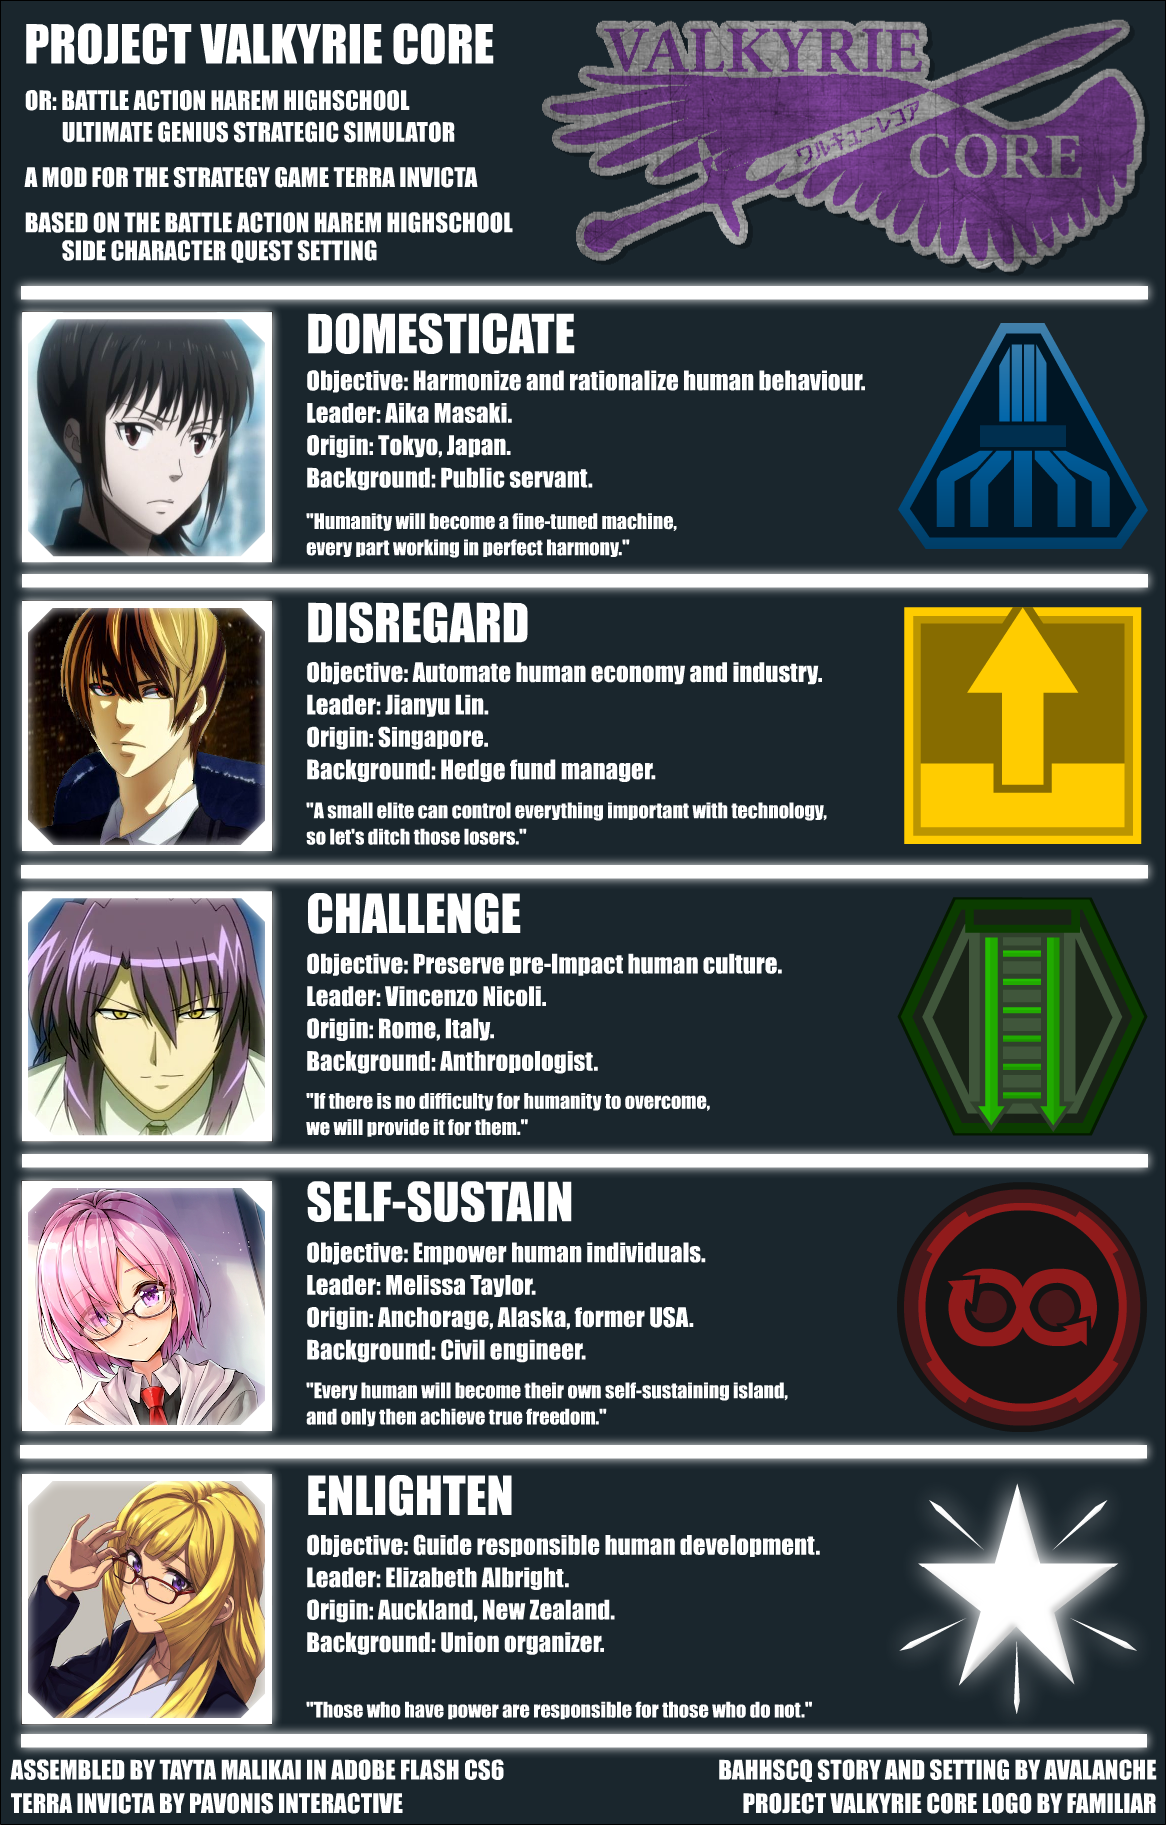 PROJECT VALKYRIE CORE
OR: BATTLE ACTION HAREM HIGHSCHOOL
ULTIMATE GENIUS STRATEGIC SIMULATOR
A MOD FOR THE STRATEGY GAME TERRA INVICTA
BASED ON THE BATTLE ACTION HAREM HIGHSCHOOL
SIDE CHARACTER QUEST SETTING
VALKYRIE
ワルキューレコア
CORE
DOMESTICATE
Objective: Harmonize and rationalize human behaviour.
Leader: Aika Masaki.
Origin: Tokyo, Japan.
Background: Public servant.
"Humanity will become a fine-tuned machine,
every part working in perfect harmony."
DISREGARD
Objective: Automate human economy and industry.
Leader: Jianyu Lin.
Origin: Singapore.
Background: Hedge fund manager.
"A small elite can control everything important with technology,
so let's ditch those losers."
CHALLENGE
Objective: Preserve pre-Impact human culture.
Leader: Vincenzo Nicoli.
Origin: Rome, Italy.
Background: Anthropologist.
"If there is no difficulty for humanity to overcome,
we will provide it for them."
SELF-SUSTAIN
Objective: Empower human individuals.
Leader: Melissa Taylor.
Origin: Anchorage, Alaska, former USA.
Background: Civil engineer.
"Every human will become their own self-sustaining island,
and only then achieve true freedom."
ENLIGHTEN
Objective: Guide responsible human development.
Leader: Elizabeth Albright.
Origin: Auckland, New Zealand.
Background: Union organizer.
"Those who have power are responsible for those who do not."
ASSEMBLED BY TAYTA MALIKAI IN ADOBE FLASH CS6
TERRA INVICTA BY PAVONIS INTERACTIVE
BAHHSCQ STORY AND SETTING BY AVALANCHE
PROJECT VALKYRIE CORE LOGO BY FAMILIAR